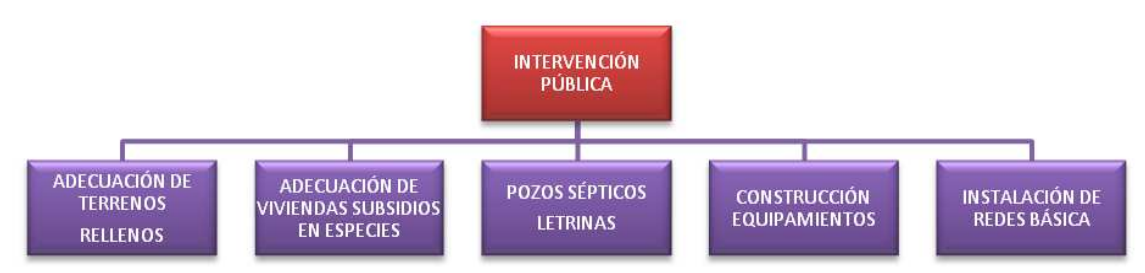 INTERVENCIÓN
PÚBLICA
ADECUACIÓN DE
TERRENOS
RELLENOS
ADECUACIÓN DE
VIVIENDAS SUBSIDIOS
EN ESPECIES
POZOS SÉPTICOS
LETRINAS
CONSTRUCCIÓN
EQUIPAMIENTOS
INSTALACIÓN DE
REDES BÁSICA